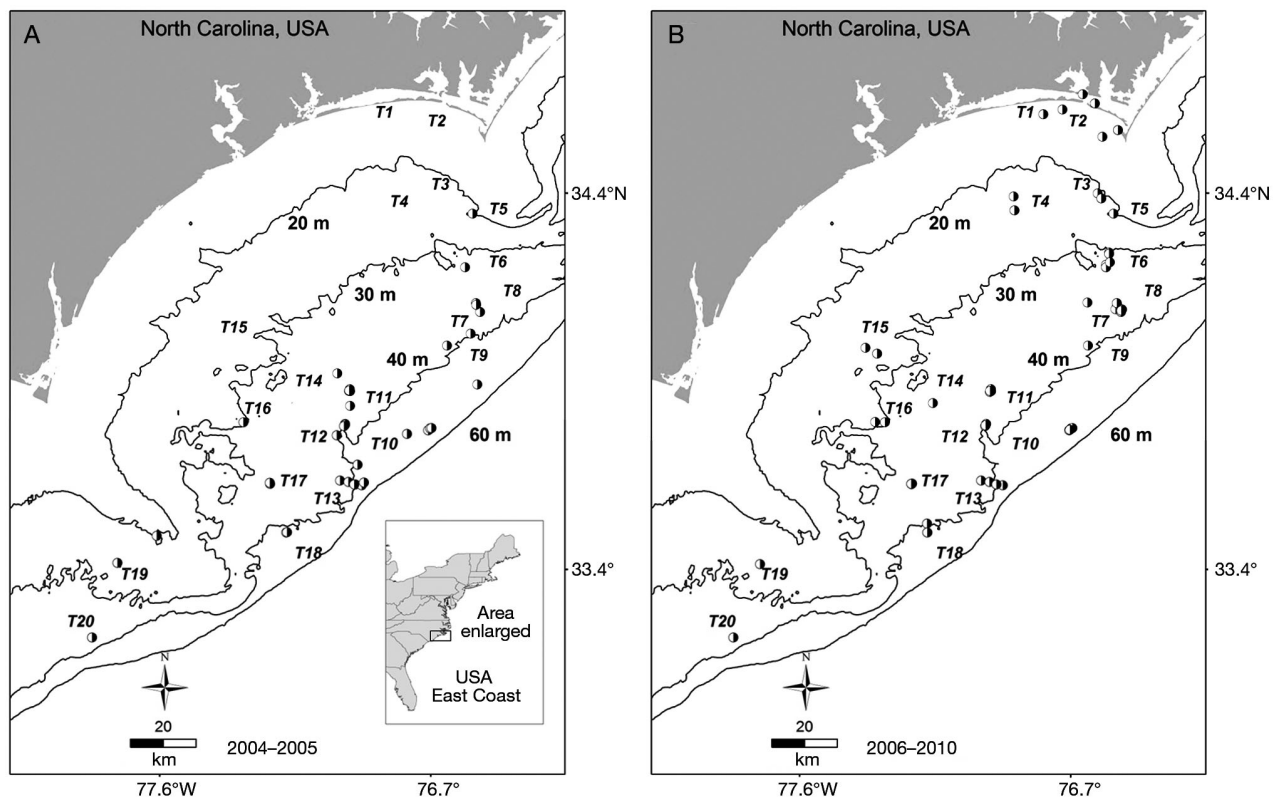 A
North Carolina, USA
T1
T2
T3
T4
T5
20 m
T6
T8
30 m
T7
T15
40 m
T9
T14
T11
T16
T12
T10
60 m
T17
T13
T18
T19
T20
Area
enlarged
USA
East Coast
N
20
km
2004–2005
77.6°W
76.7°
B
North Carolina, USA
T1
T2
T3
34.4°N
T4
T5
20 m
T6
T8
30 m
T7
T15
40 m
T9
T14
T11
T16
T12
T10
60 m
T17
T13
T18
33.4°
T19
T20
N
20
km
2006–2010
77.6°W
76.7°